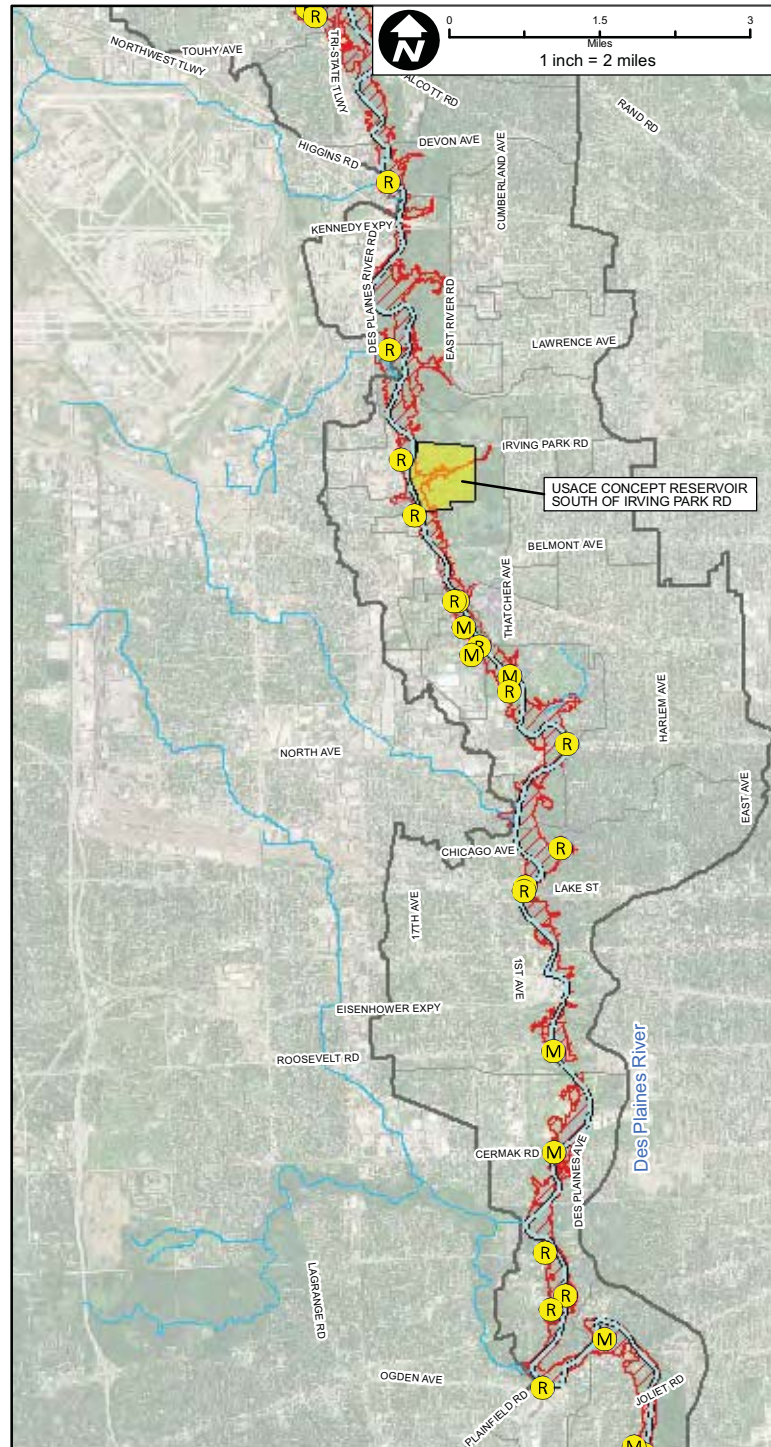 R
TOUHY AVE
NORTHWEST TLWY
TRI-STATE TLWY
N
0 1.5 3
Miles
1 inch = 2 miles
ALCOTT RD
RAND RD
DEVON AVE
CUMBERLAND AVE
HIGGINS RD
R
KENNEDY EXPY
DES PLAINES RIVER RD
EAST RIVER RD
LAWRENCE AVE
R
IRVING PARK RD
R
USACE CONCEPT RESERVOIR
SOUTH OF IRVING PARK RD
R
BELMONT AVE
THATCHER AVE
R
M
R
M
M
R
HARLEM AVE
R
NORTH AVE
EAST AVE
CHICAGO AVE
R
R
LAKE ST
17TH AVE
1ST AVE
EISENHOWER EXPY
M
ROOSEVELT RD
Des Plaines River
CERMAK RD
M
DES PLAINES AVE
R
R
R
LAGRANGE RD
M
OGDEN AVE
R
PLAINFIELD RD
JOLIET RD
M